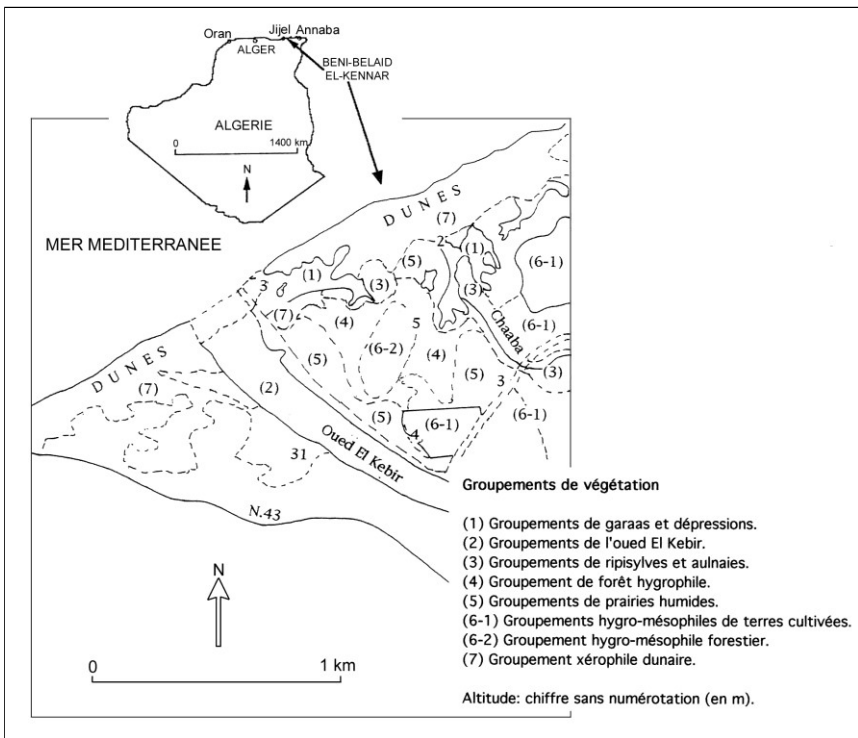 Oran
Jijel Annaba
ALGER
BENI-BELAID
EL-KENNAR
ALGERIE
0 1400 km
N
MER MEDITERRANEE
DUNES
(7)
2
(1)
(5)
(6-1)
(1)
(3)
(3)
3
(7)
(4)
5
(6-1)
Chaaba
(6-2)
(4)
DUNES
(5)
(5)
3
(3)
(7)
(2)
(5)
(6-1)
(6-1)
4
Oued El Kebir
31
N.43
Groupements de végétation
(1) Groupements de garaas et dépressions.
(2) Groupements de l'oued El Kebir.
(3) Groupements de ripisylves et aulnaies.
(4) Groupement de forêt hygrophile.
(5) Groupements de prairies humides.
(6-1) Groupements hygro-mésophiles de terres cultivées.
(6-2) Groupement hygro-mésophile forestier.
(7) Groupement xérophile dunaire.
Altitude: chiffre sans numérotation (en m).
N
0 1 km